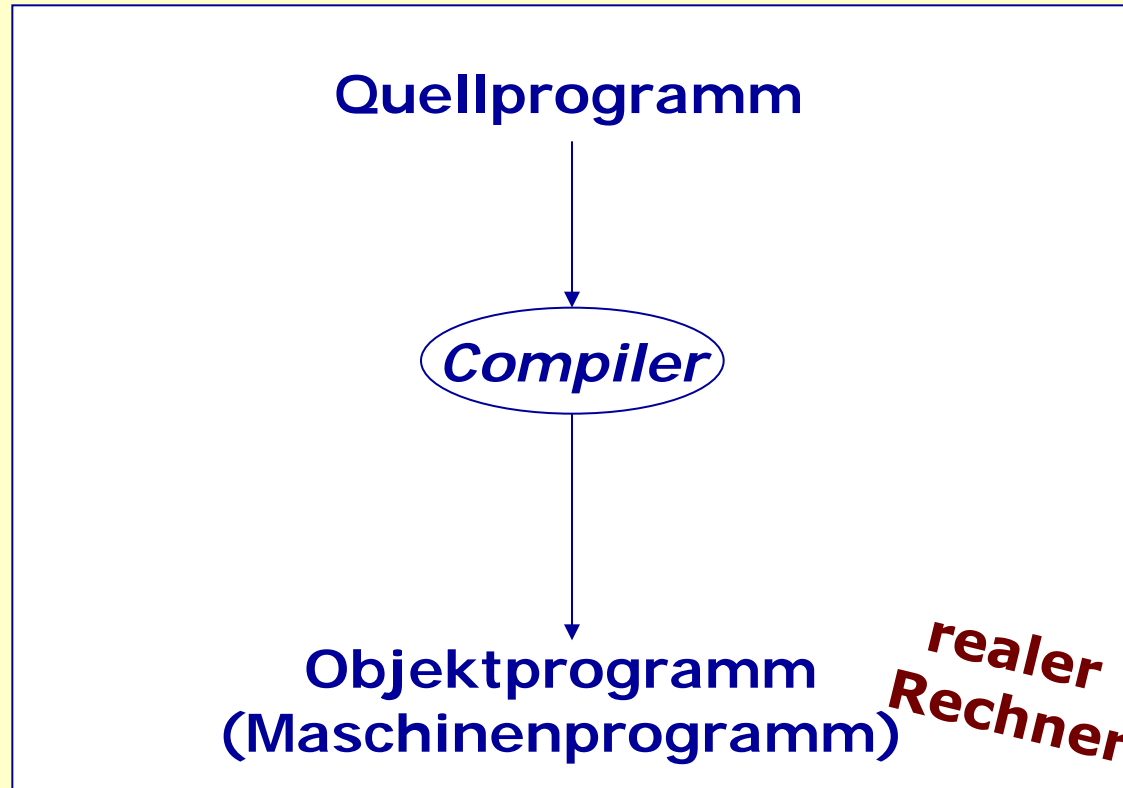 Quellprogramm
Compiler
Objektprogramm
(Maschinenprogramm)
realer
Rechner